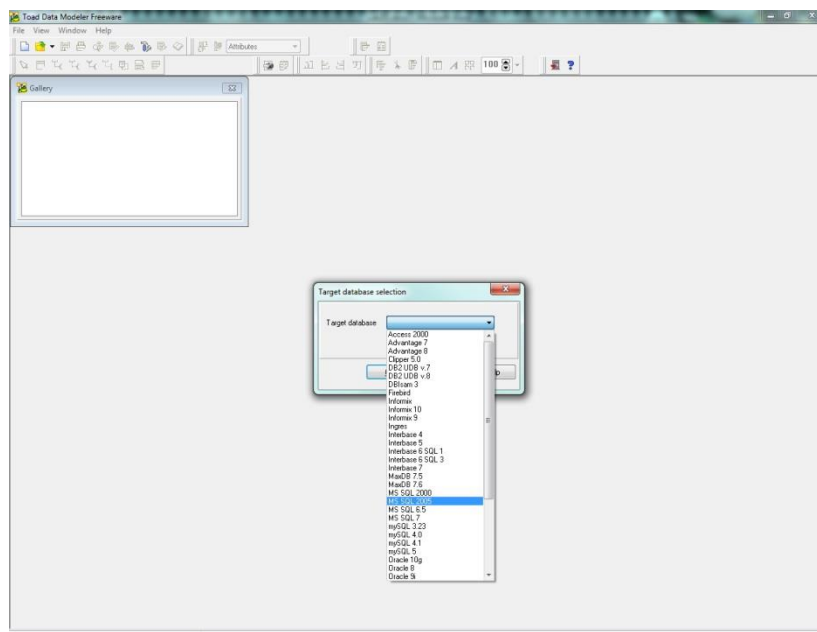 Toad Data Modeler Freeware
File View Window Help
Attributes
100
Gallery
Target database selection
Target database
Access 2000
Advantage 7
Advantage 8
Clipper 5.0
DB2 UDB v.7
DB2 UDB v.8
DBIsam 3
Firebird
Informix
Informix 10
Informix 9
Ingres
Interbase 4
Interbase 5
Interbase 6 SQL 1
Interbase 6 SQL 3
Interbase 7
MaxDB 7.5
MaxDB 7.6
MS SQL 2000
MS SQL 2005
MS SQL 6.5
MS SQL 7
mySQL 3.23
mySQL 4.0
mySQL 4.1
mySQL 5
Oracle 10g
Oracle 8
Oracle 9i